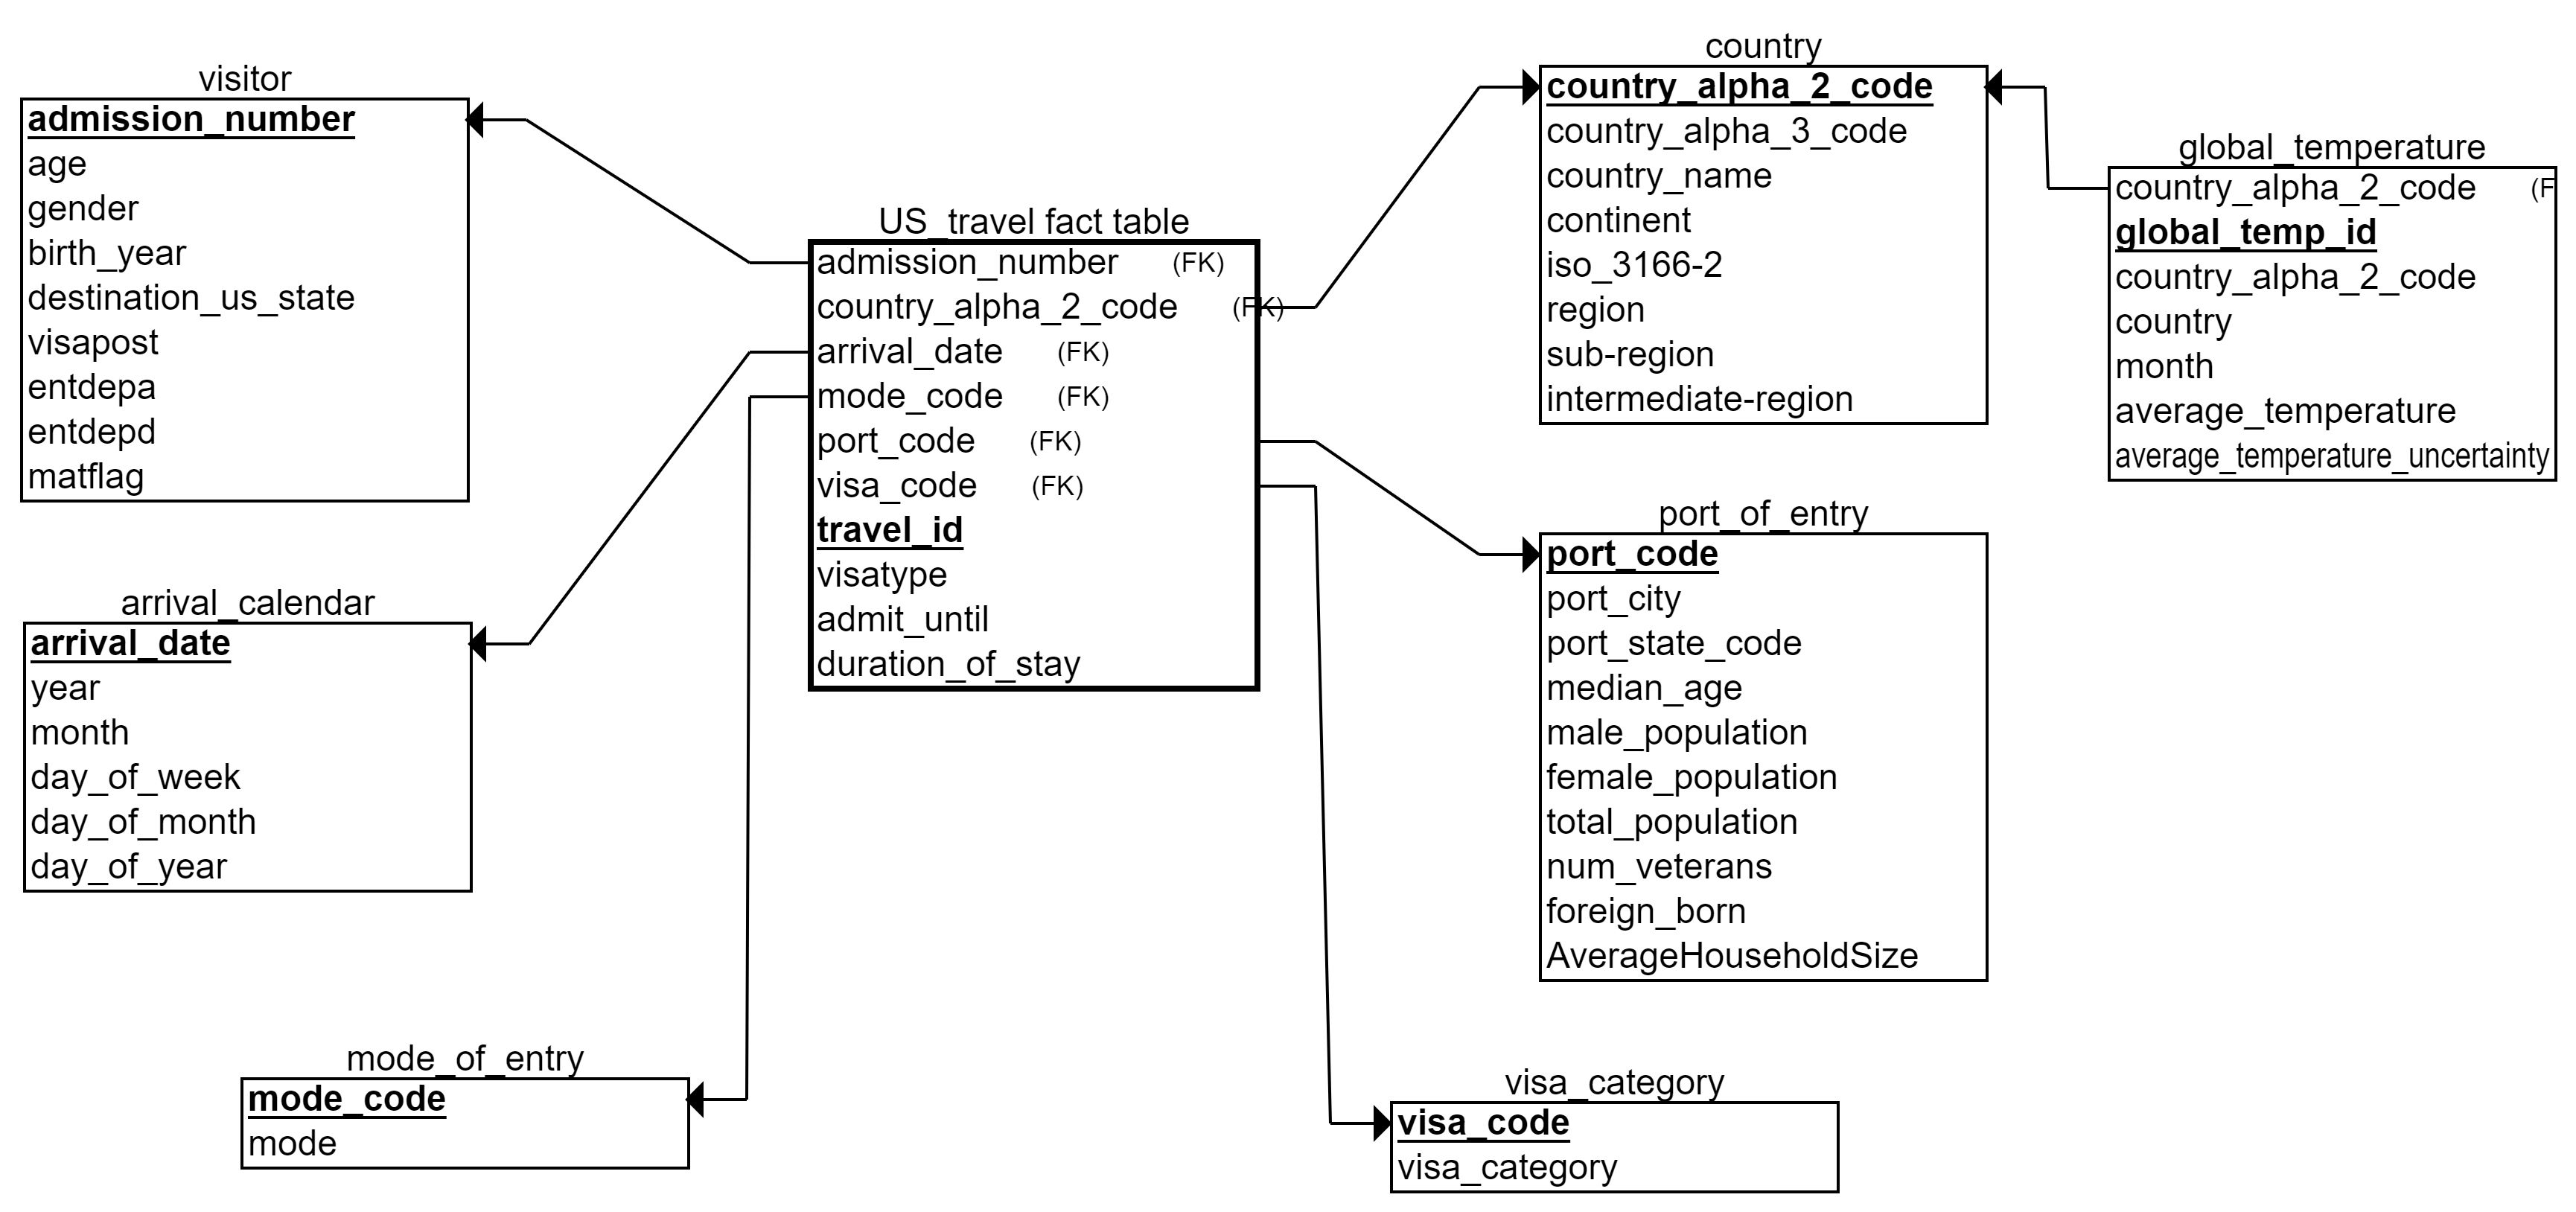 visitor
admission_number
age
gender
birth_year
destination_us_state
visapost
entdepa
entdepd
matflag
arrival_calendar
arrival_date
year
month
day_of_week
day_of_month
day_of_year
mode_of_entry
mode_code
mode
US_travel fact table
admission_number (FK)
country_alpha_2_code (FK)
arrival_date (FK)
mode_code (FK)
port_code (FK)
visa_code (FK)
travel_id
visatype
admit_until
duration_of_stay
country
country_alpha_2_code
country_alpha_3_code
country_name
continent
iso_3166-2
region
sub-region
intermediate-region
port_of_entry
port_code
port_city
port_state_code
median_age
male_population
female_population
total_population
num_veterans
foreign_born
AverageHouseholdSize
visa_category
visa_code
visa_category
global_temperature
country_alpha_2_code (F
global_temp_id
country_alpha_2_code
country
month
average_temperature
average_temperature_uncertainty